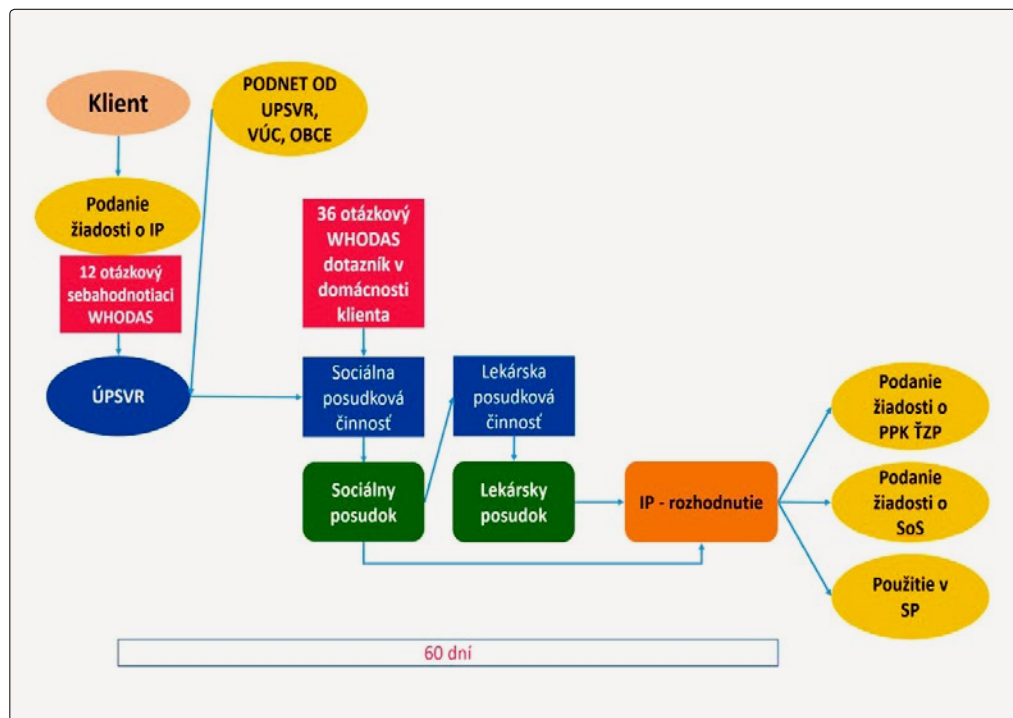 Klient
PODNET OD
UPSVR,
VÚC, OBCE
Podanie
žiadosti o IP
12 otázkový
sebahodnotiaci
WHODAS
ÚPSVR
36 otázkový
WHODAS
dotazník v
domácnosti
klienta
Sociálna
posudková
činnosť
Lekárska
posudková
činnosť
Sociálny
posudok
Lekársky
posudok
IP - rozhodnutie
Podanie
žiadosti o
PPK ŤZP
Podanie
žiadosti o
SoS
Použitie v
SP
60 dní